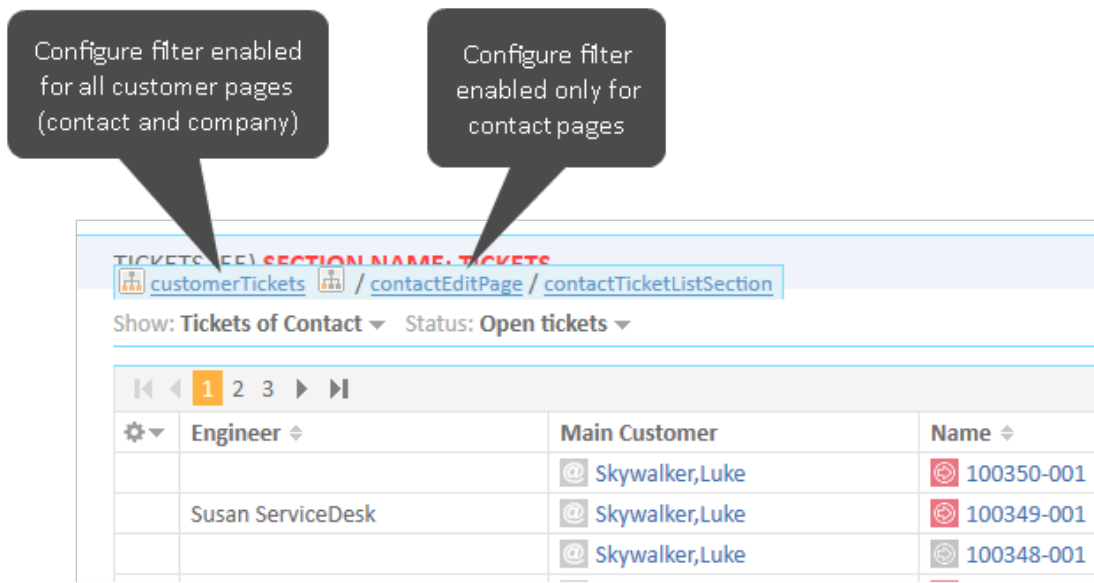 Configure filter enabled
for all customer pages
(contact and company)
Configure filter
enabled only for
contact pages
SECTION NAME: TICKETS
customerTickets / contactEditPage / contactTicketListSection
Show: Tickets of Contact Status: Open tickets
1 2 3
Engineer Main Customer Name
@ Skywalker,Luke 100350-001
Susan ServiceDesk @ Skywalker,Luke 100349-001
@ Skywalker,Luke 100348-001